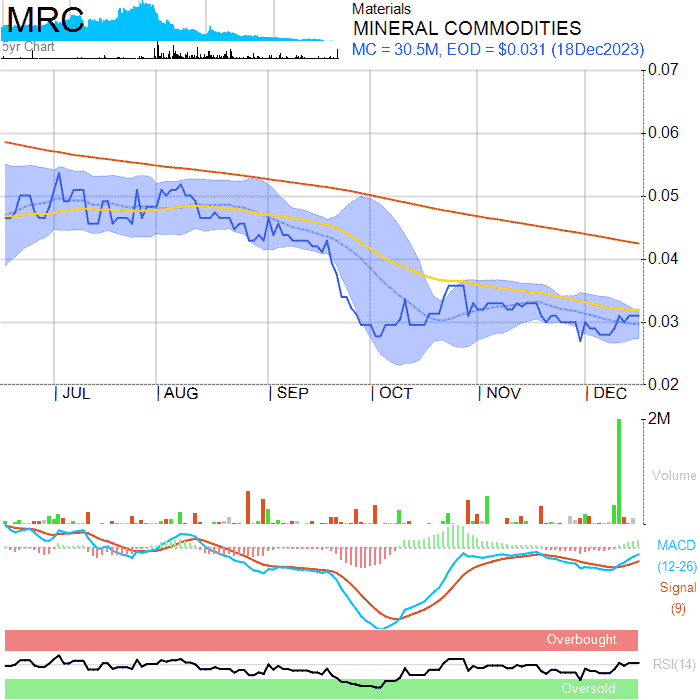 MRC
5yr Chart
Materials
MINERAL COMMODITIES
MC = 30.5M, EOD = $0.031 (18Dec2023)
0.07
0.06
0.05
0.04
0.03
0.02
JUL AUG SEP OCT NOV DEC
2M
Volume
MACD
(12-26)
Signal
(9)
Overbought
RSI(14)
Oversold